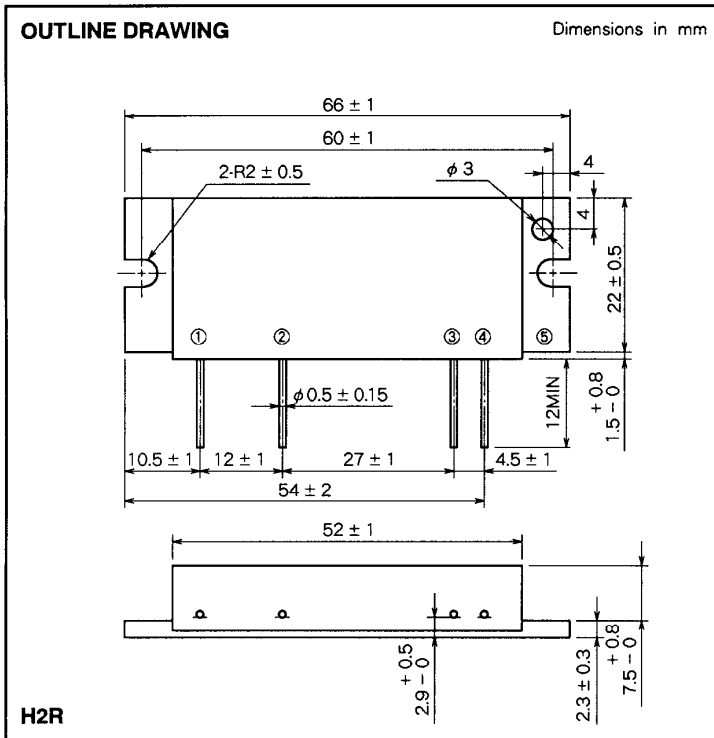 OUTLINE DRAWING
Dimensions in mm
66 ± 1
60 ± 1
4
2-R2 ± 0.5
φ 3
4
22 ± 0.5
① ② ③ ④ ⑤
φ 0.5 ± 0.15
12MIN
+ 0.8
1.5 - 0
10.5 ± 1
12 ± 1
27 ± 1
4.5 ± 1
54 ± 2
52 ± 1
+ 0.5
2.9 - 0
2.3 ± 0.3
+ 0.8
7.5 - 0
H2R